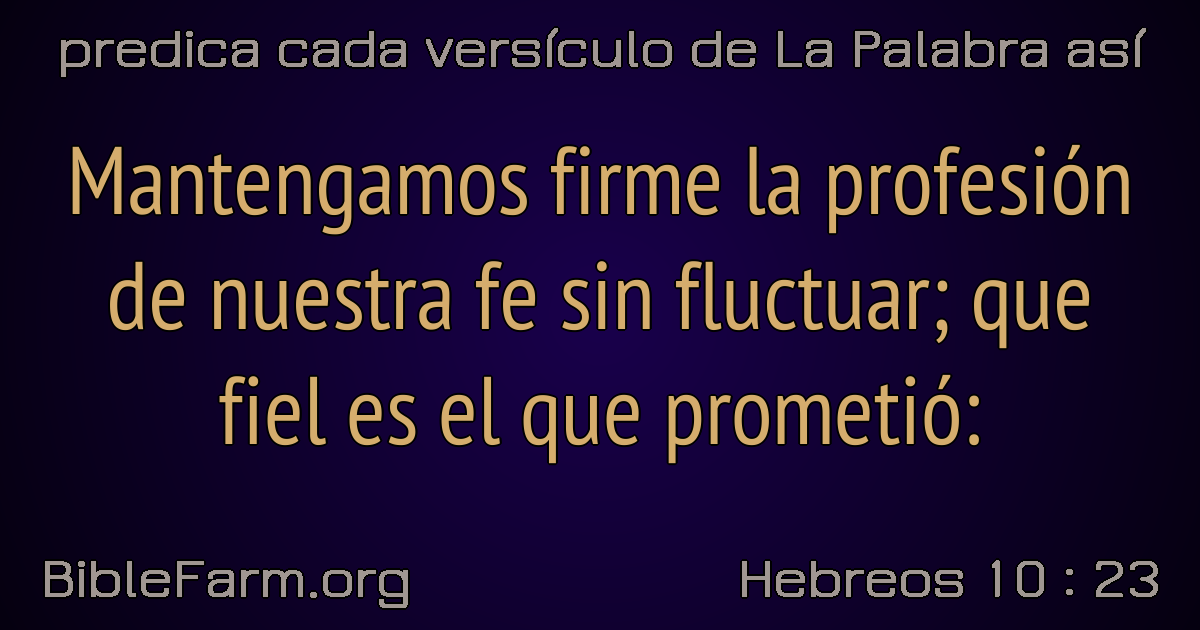 predica cada versículo de La Palabra así
Mantengamos firme la profesión
de nuestra fe sin fluctuar; que
fiel es el que prometió:
BibleFarm.org
Hebreos 10 : 23